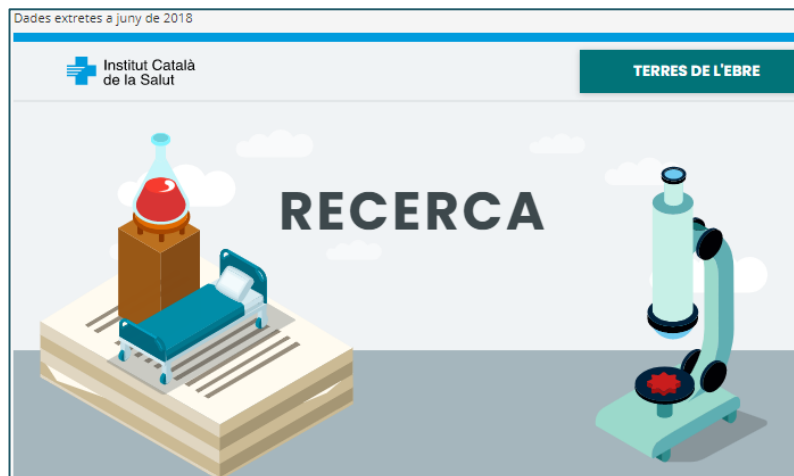 Dades extretes a juny de 2018
Institut Català
de la Salut
TERRES DE L'EBRE
RECERCA